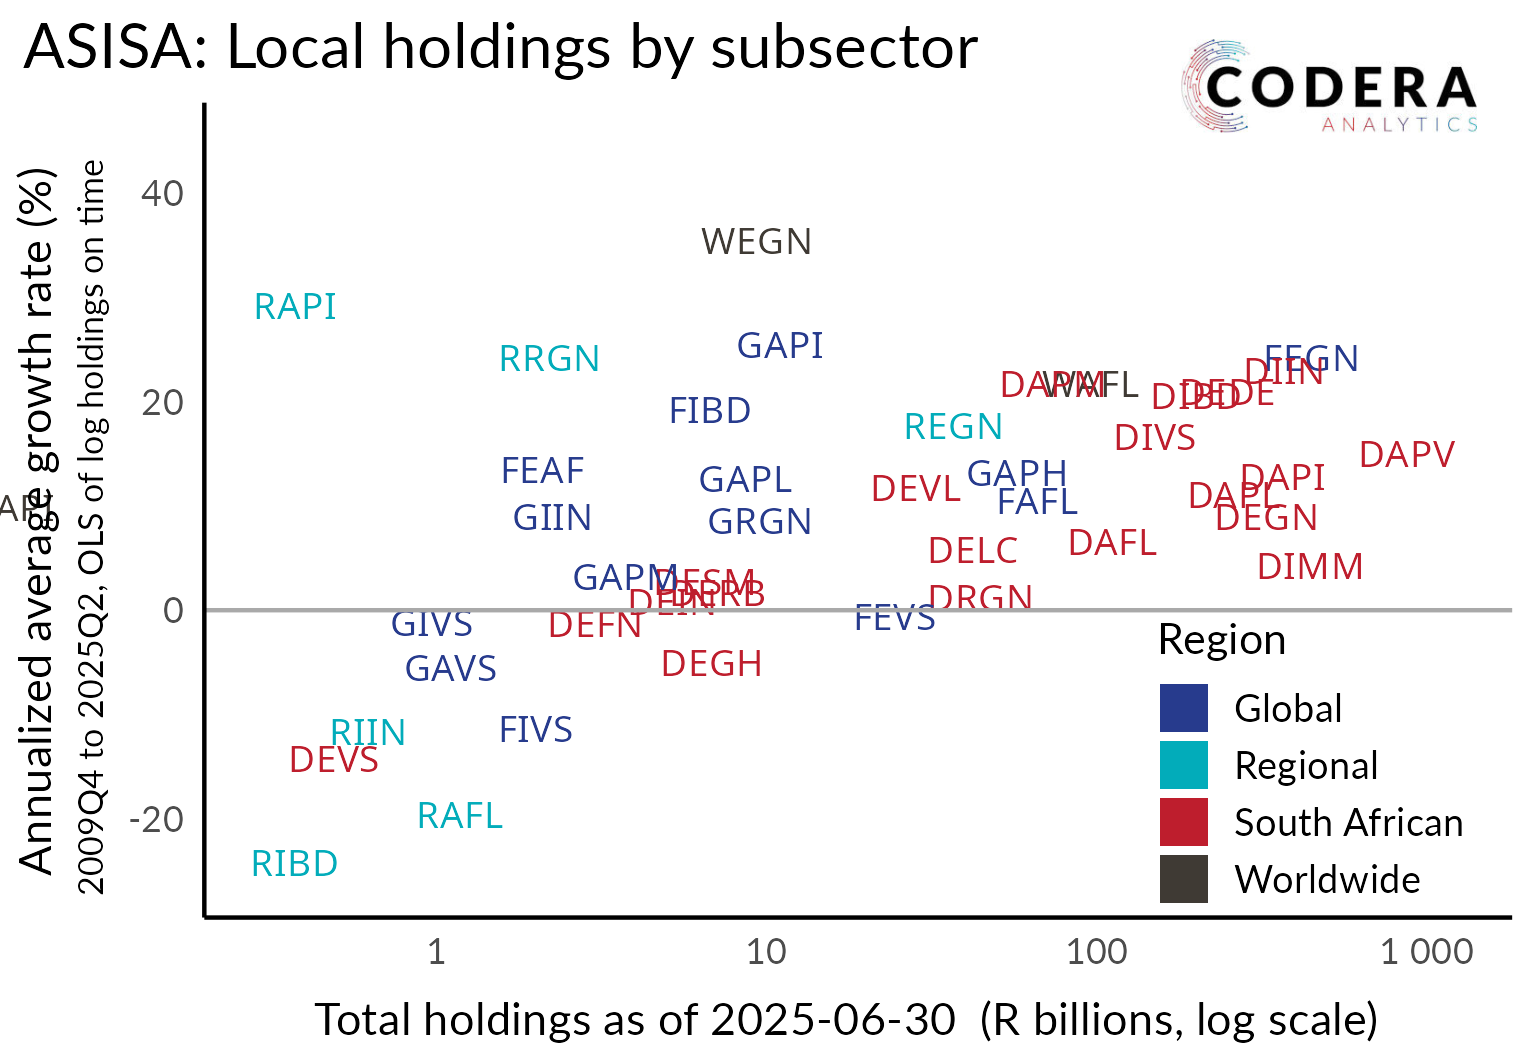 ASISA: Local holdings by subsector
CODERA
ANALYTICS
Annualized average growth rate (%)
2009Q4 to 2025Q2, OLS of log holdings on time
40
20
0
-20
WEGN
RAPI
GAPI
RRGN
FEGN
DIIN
DAPM
WAFL
DIBD
DEDE
FIBD
REGN
DIVS
DAPV
FEAF
GAPL
GAPH
DAPI
DEVL
FAFL
DAPL
GIIN
GRGN
DEGN
DELC
DAFL
DIMM
GAPM
DESM
DERB
DEIN
DRGN
GIVS
DEFN
FEVS
GAVS
DEGH
RIIN
FIVS
DEVS
RAFL
RIBD
Region
Global
Regional
South African
Worldwide
1
10
100
1 000
Total holdings as of 2025-06-30 (R billions, log scale)